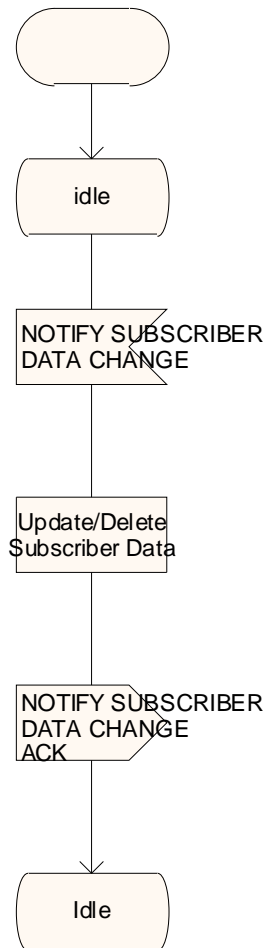 idle
NOTIFY SUBSCRIBER
DATA CHANGE
Update/Delete
Subscriber Data
NOTIFY SUBSCRIBER
DATA CHANGE
ACK
Idle